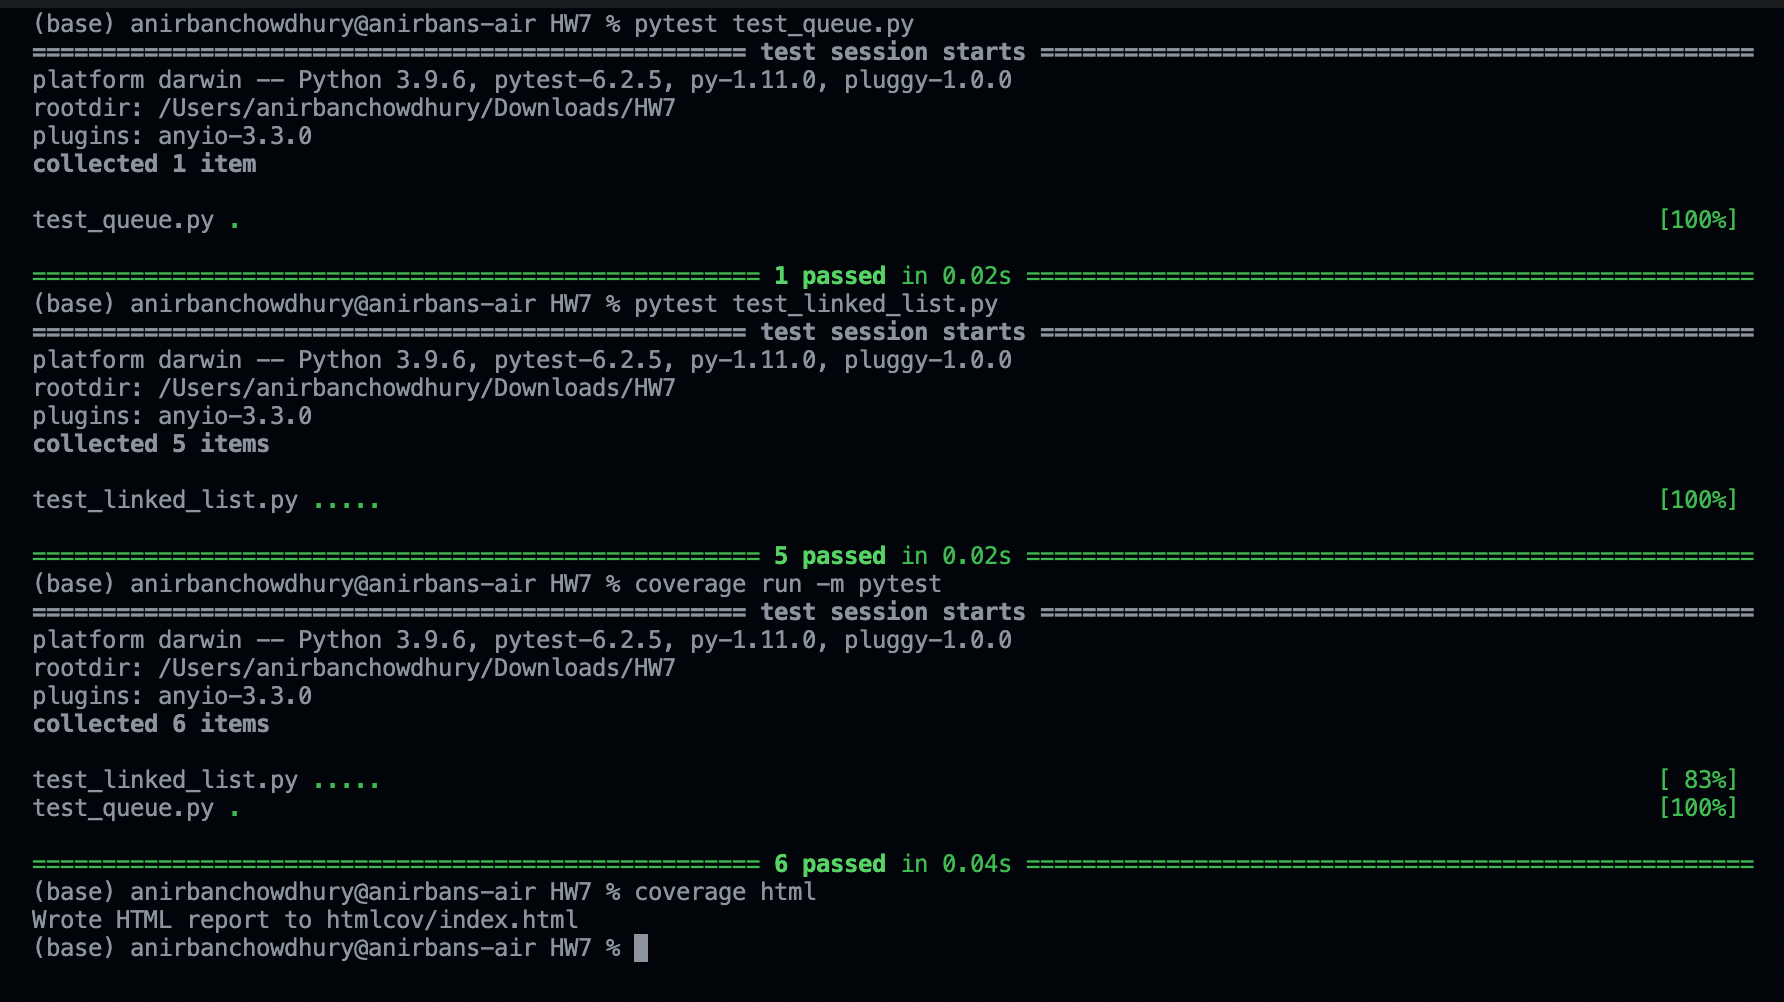 (base) anirbanchowdhury@anirbans-air HW7 % pytest test_queue.py
=================================================== test session starts ===================================================
platform darwin -- Python 3.9.6, pytest-6.2.5, py-1.11.0, pluggy-1.0.0
rootdir: /Users/anirbanchowdhury/Downloads/HW7
plugins: anyio-3.3.0
collected 1 item

test_queue.py . [100%]

==================================================== 1 passed in 0.02s ====================================================
(base) anirbanchowdhury@anirbans-air HW7 % pytest test_linked_list.py
=================================================== test session starts ===================================================
platform darwin -- Python 3.9.6, pytest-6.2.5, py-1.11.0, pluggy-1.0.0
rootdir: /Users/anirbanchowdhury/Downloads/HW7
plugins: anyio-3.3.0
collected 5 items

test_linked_list.py ..... [100%]

==================================================== 5 passed in 0.02s ====================================================
(base) anirbanchowdhury@anirbans-air HW7 % coverage run -m pytest
=================================================== test session starts ===================================================
platform darwin -- Python 3.9.6, pytest-6.2.5, py-1.11.0, pluggy-1.0.0
rootdir: /Users/anirbanchowdhury/Downloads/HW7
plugins: anyio-3.3.0
collected 6 items

test_linked_list.py ..... [ 83%]
test_queue.py . [100%]

==================================================== 6 passed in 0.04s ====================================================
(base) anirbanchowdhury@anirbans-air HW7 % coverage html
Wrote HTML report to htmlcov/index.html
(base) anirbanchowdhury@anirbans-air HW7 %